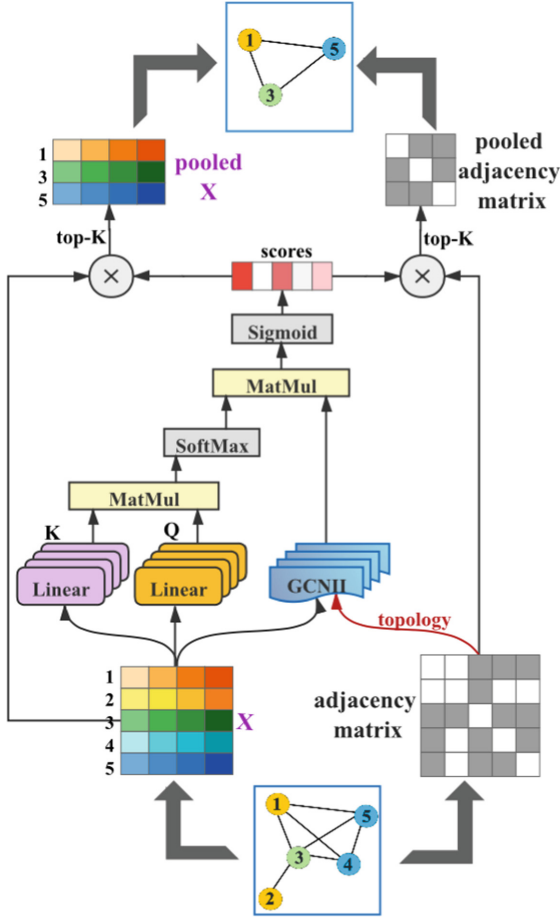 1
5
3
1
3
5
pooled
X
pooled
adjacency
matrix
top-K
top-K
scores
×
×
Sigmoid
MatMul
SoftMax
MatMul
K
Q
Linear
Linear
GCNII
topology
1
2
3
4
5
X
adjacency
matrix
1
5
3
4
2